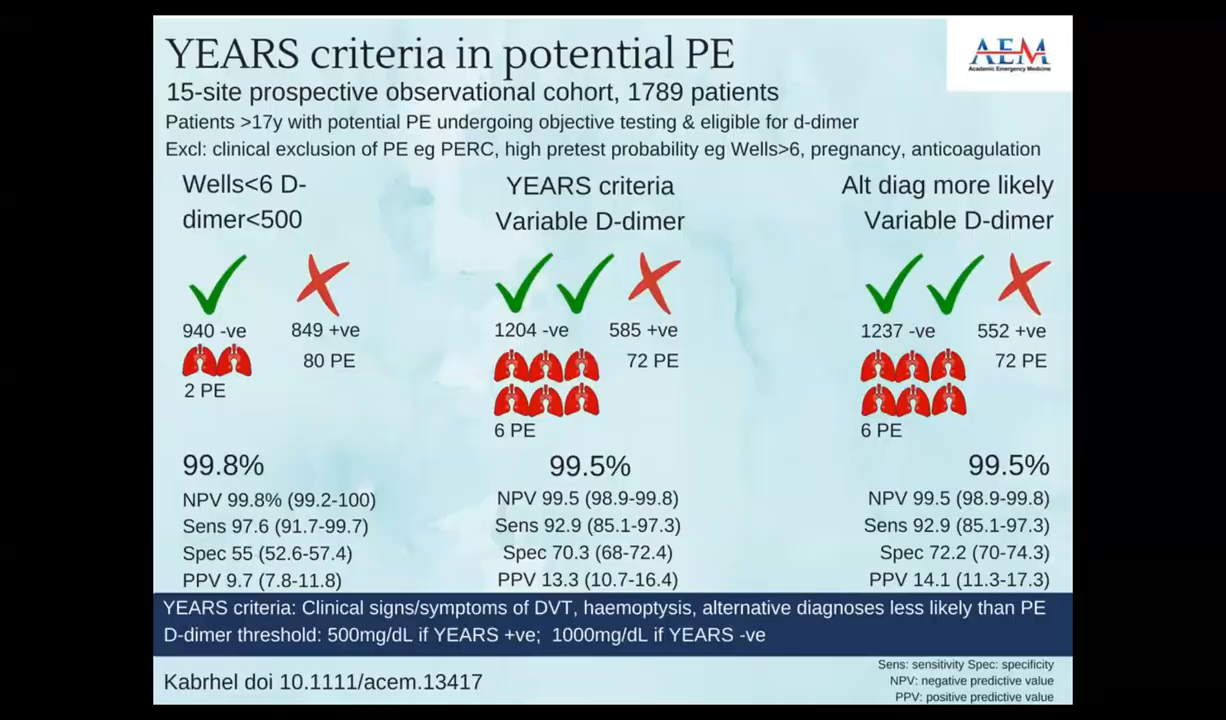 YEARS criteria in potential PE
AEM
Academic Emergency Medicine
15-site prospective observational cohort, 1789 patients
Patients >17y with potential PE undergoing objective testing & eligible for d-dimer
Excl: clinical exclusion of PE eg PERC, high pretest probability eg Wells>6, pregnancy, anticoagulation
Wells<6 D-
dimer<500
940 -ve 849 +ve
80 PE
2 PE
99.8%
NPV 99.8% (99.2-100)
Sens 97.6 (91.7-99.7)
Spec 55 (52.6-57.4)
PPV 9.7 (7.8-11.8)
YEARS criteria
Variable D-dimer
1204 -ve 585 +ve
72 PE
6 PE
99.5%
NPV 99.5 (98.9-99.8)
Sens 92.9 (85.1-97.3)
Spec 70.3 (68-72.4)
PPV 13.3 (10.7-16.4)
Alt diag more likely
Variable D-dimer
1237 -ve 552 +ve
72 PE
6 PE
99.5%
NPV 99.5 (98.9-99.8)
Sens 92.9 (85.1-97.3)
Spec 72.2 (70-74.3)
PPV 14.1 (11.3-17.3)
YEARS criteria: Clinical signs/symptoms of DVT, haemoptysis, alternative diagnoses less likely than PE
D-dimer threshold: 500mg/dL if YEARS +ve; 1000mg/dL if YEARS -ve
Kabrhel doi 10.1111/acem.13417
Sens: sensitivity Spec: specificity
NPV: negative predictive value
PPV: positive predictive value